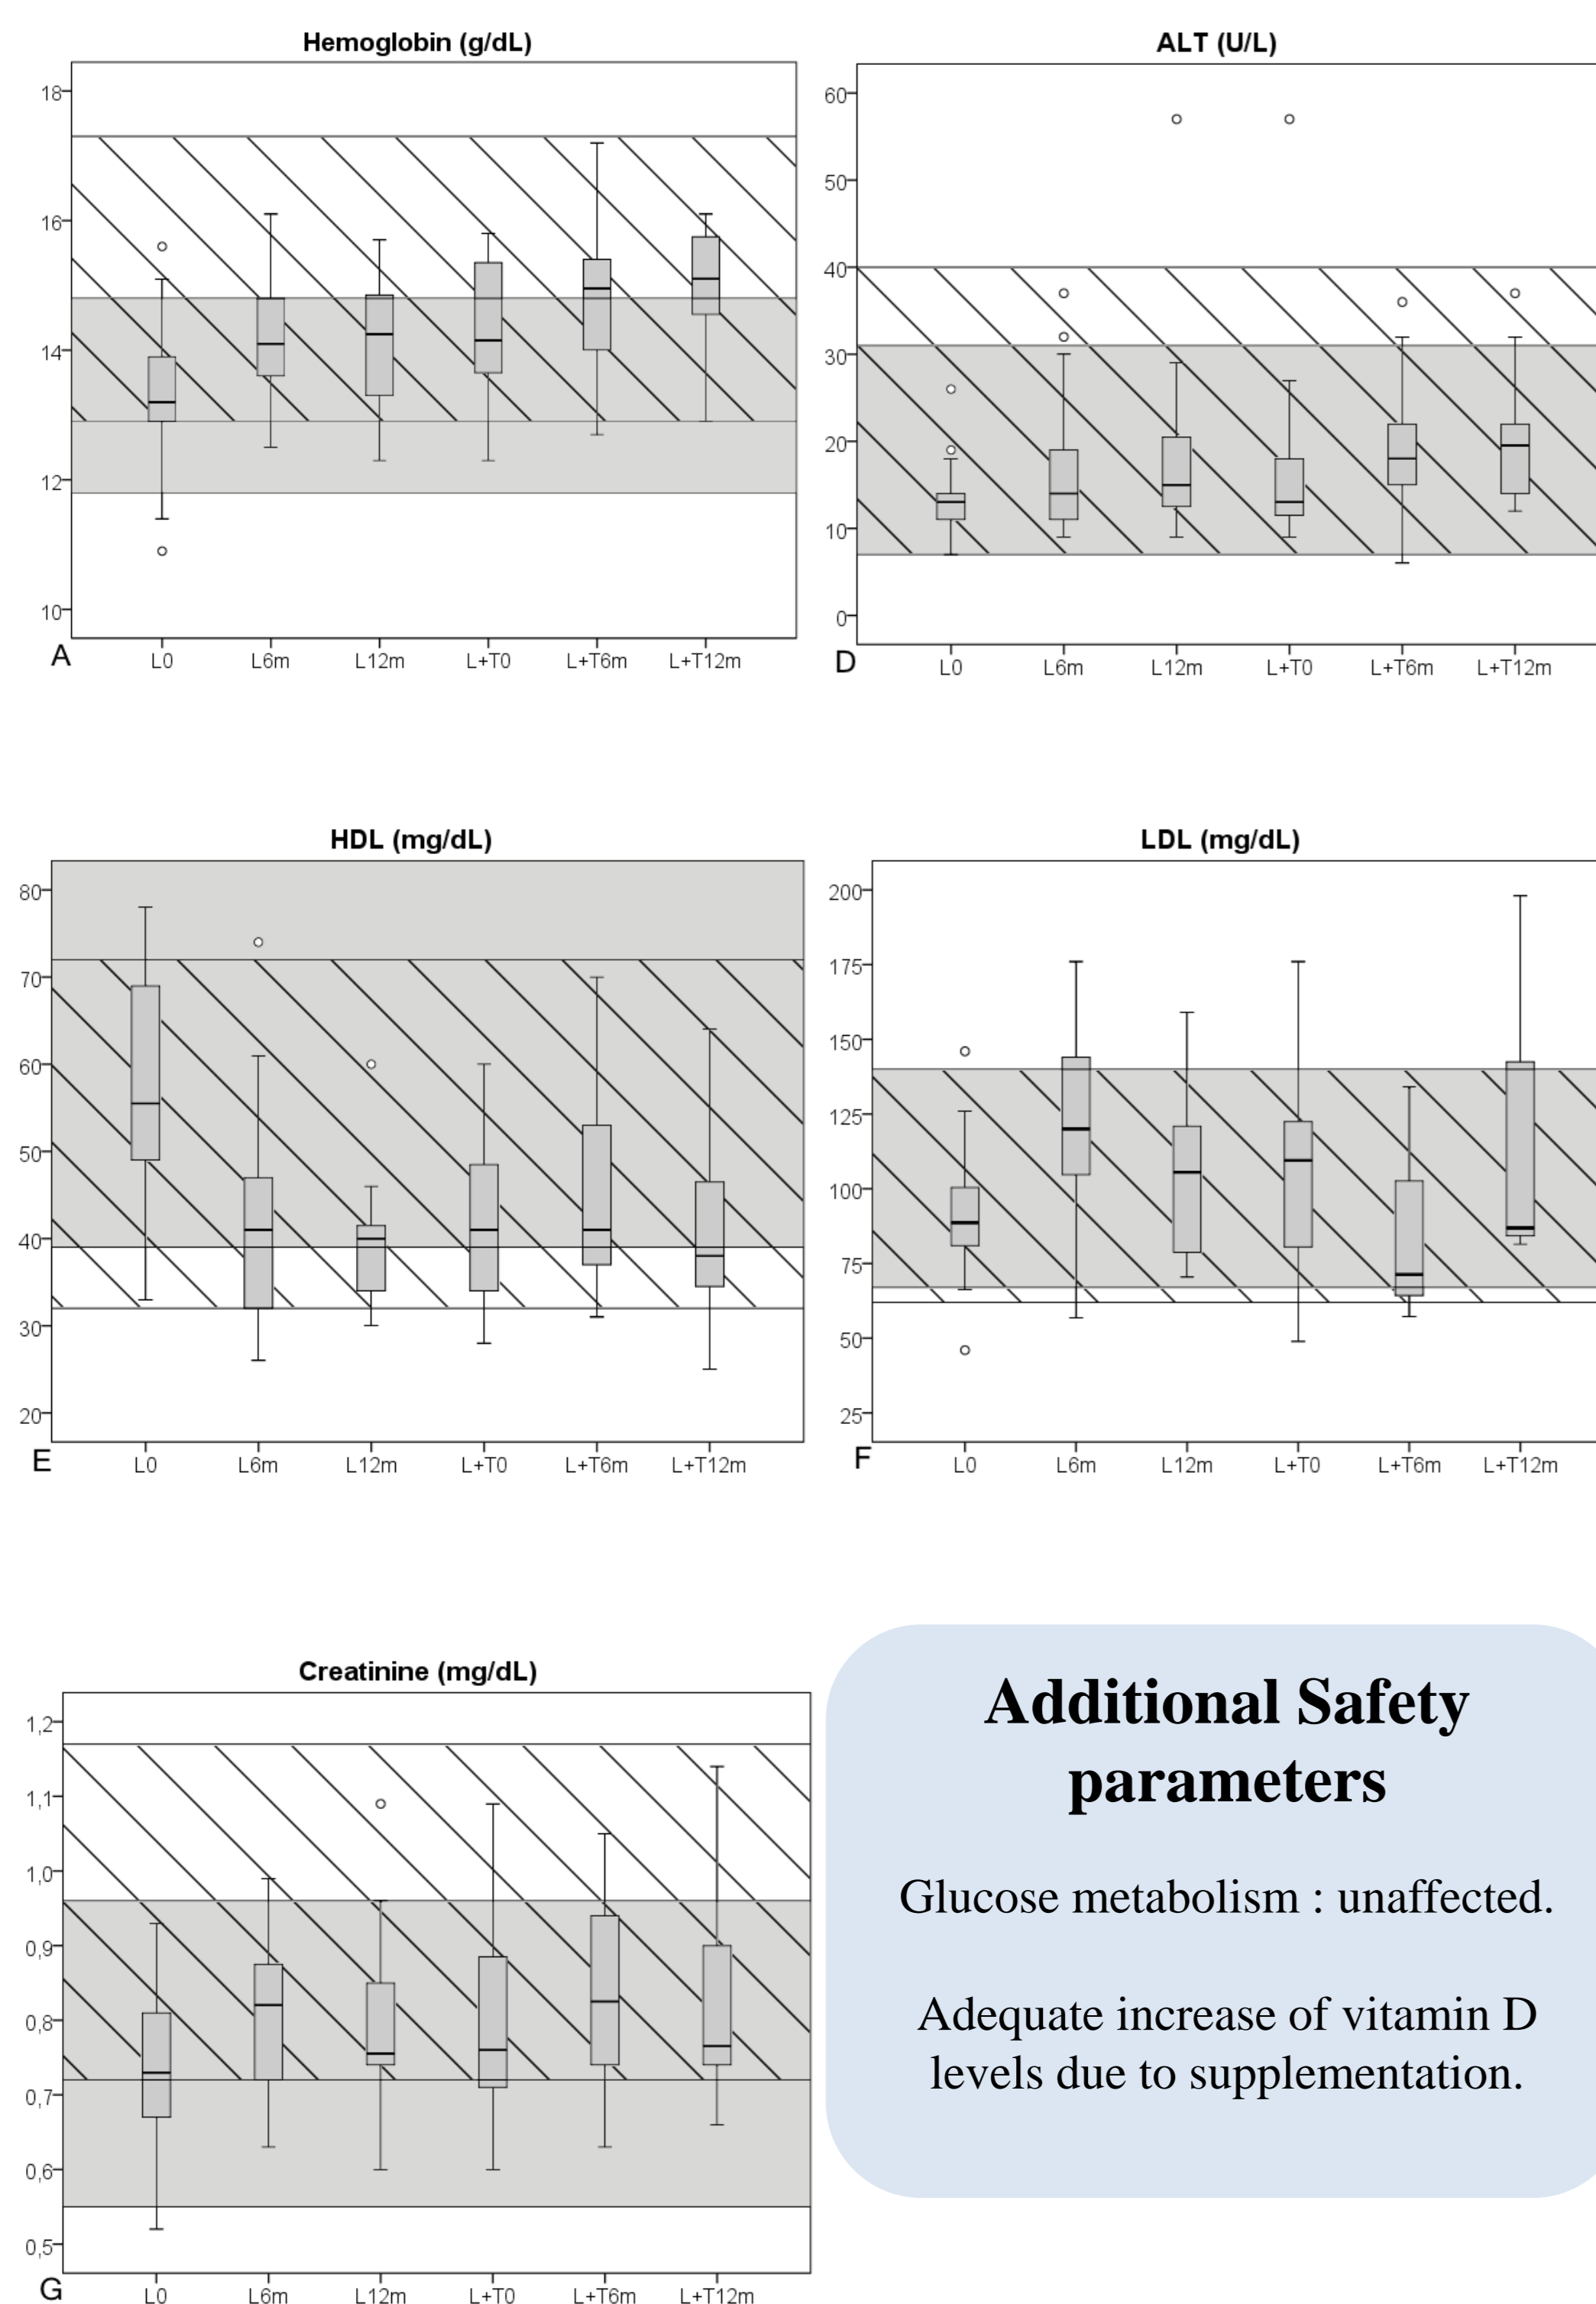 Hemoglobin (g/dL)
18
16
14
12
10
A
L0 L6m L12m L+T0 L+T6m L+T12m
ALT (U/L)
60
50
40
30
20
10
0
D
L0 L6m L12m L+T0 L+T6m L+T12m
HDL (mg/dL)
80
70
60
50
40
30
20
E
L0 L6m L12m L+T0 L+T6m L+T12m
LDL (mg/dL)
200
175
150
125
100
75
50
25
F
L0 L6m L12m L+T0 L+T6m L+T12m
Creatinine (mg/dL)
1,2
1,1
1,0
0,9
0,8
0,7
0,6
0,5
G
L0 L6m L12m L+T0 L+T6m L+T12m
Additional Safety
parameters
Glucose metabolism : unaffected.
Adequate increase of vitamin D
levels due to supplementation.